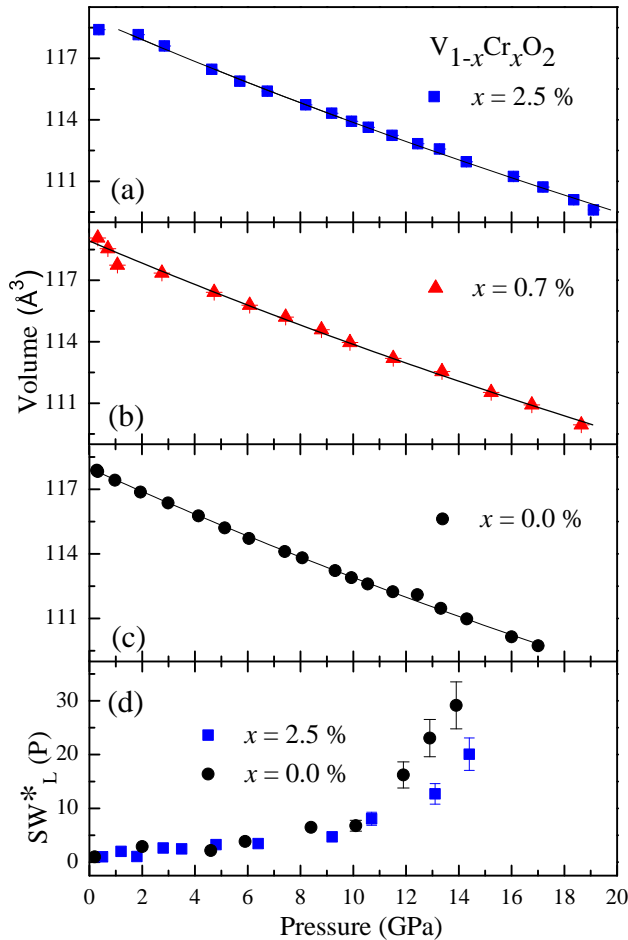 V1-xCrxO2
x = 2.5 %
117
114
111
(a)
x = 0.7 %
117
114
111
(b)
Volume (Å3)
x = 0.0 %
117
114
111
(c)
(d)
x = 2.5 %
x = 0.0 %
30
20
10
0
SW*L (P)
0 2 4 6 8 10 12 14 16 18 20
Pressure (GPa)